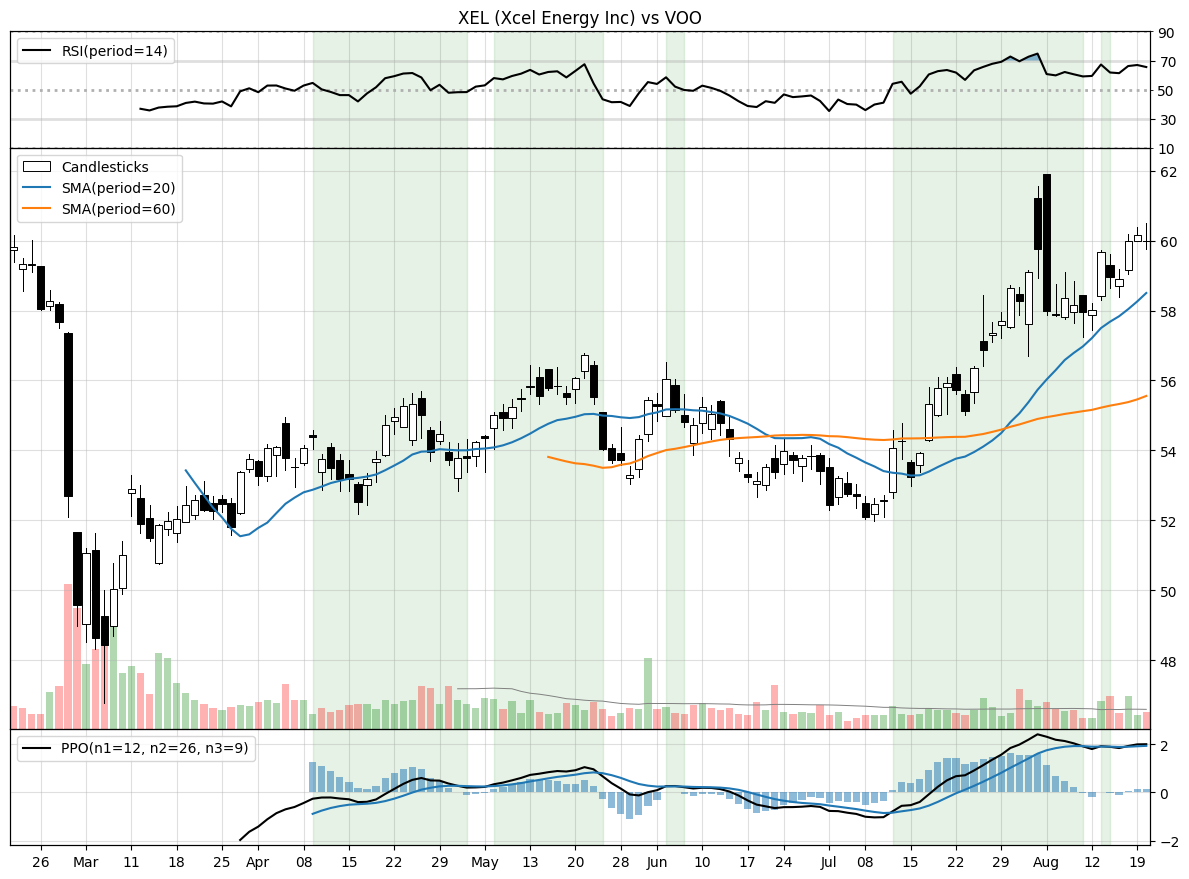 XEL (Xcel Energy Inc) vs VOO
RSI(period=14)
90
70
50
30
10
Candlesticks
SMA(period=20)
SMA(period=60)
62
60
58
56
54
52
50
48
PPO(n1=12, n2=26, n3=9)
2
0
−2
26 Mar 11 18 25 Apr 08 15 22 29 May 13 20 28 Jun 10 17 24 Jul 08 15 22 29 Aug 12 19